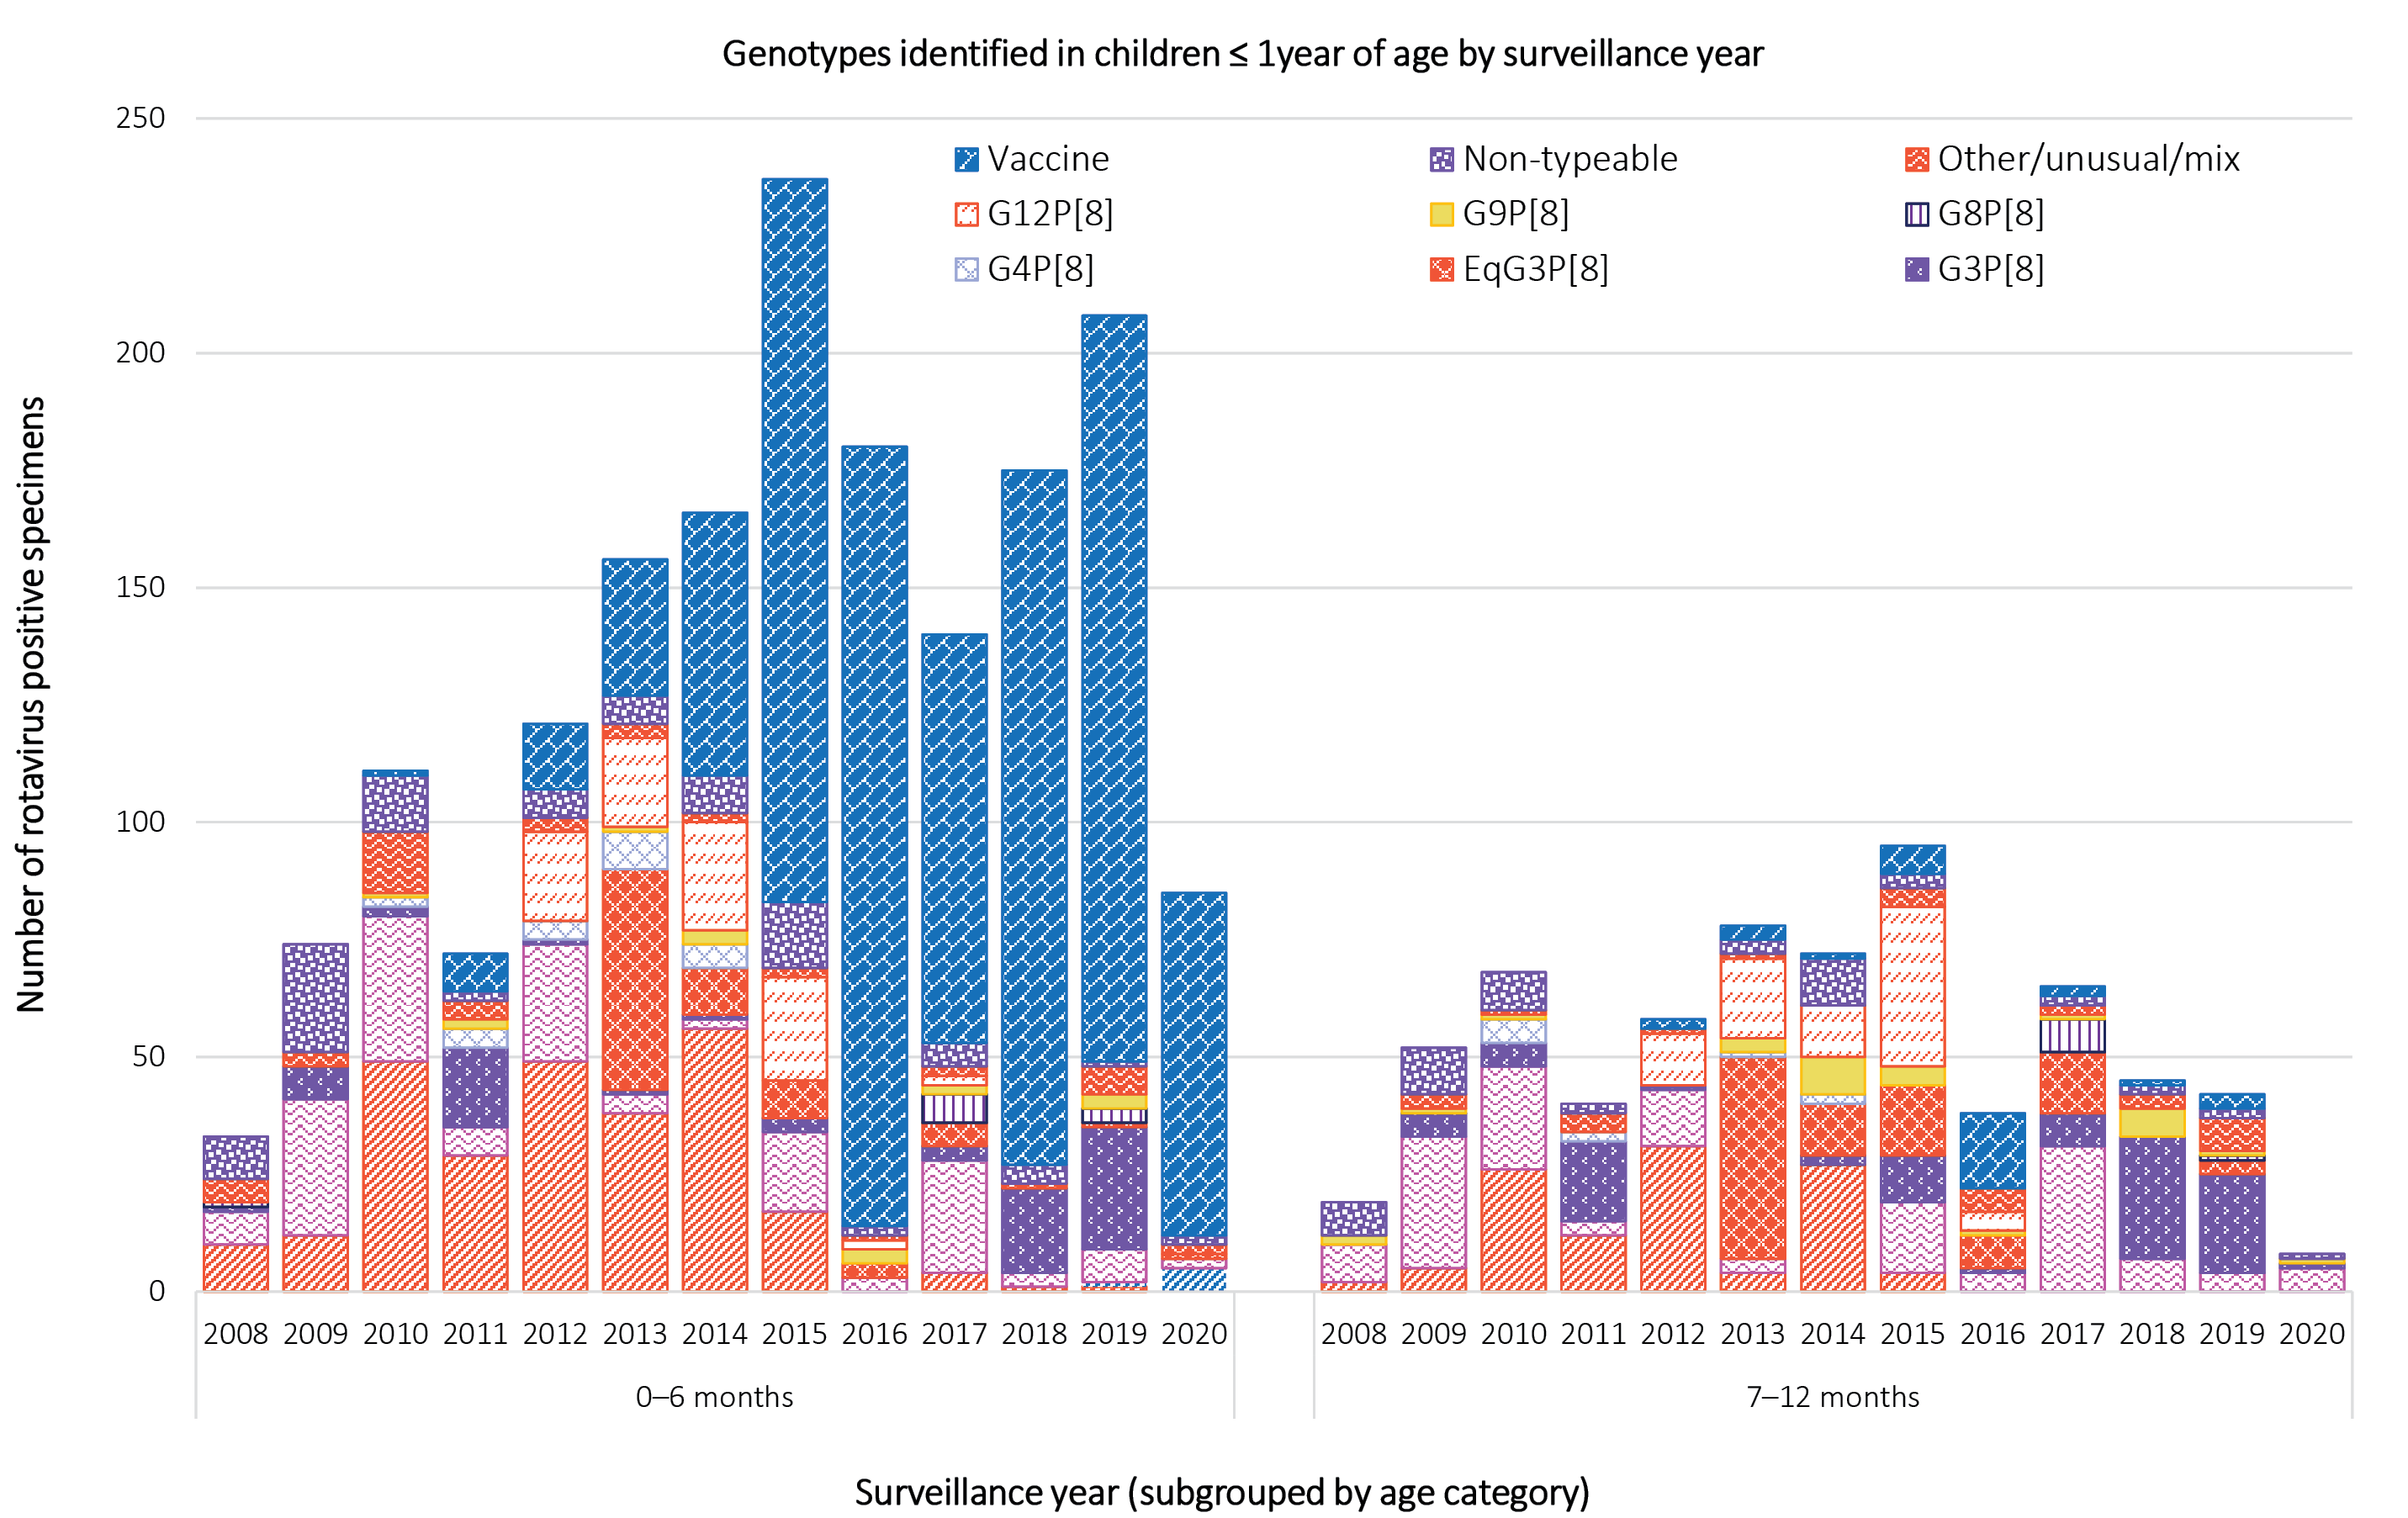 Genotypes identified in children ≤ 1year of age by surveillance year
250
200
150
100
50
0
Number of rotavirus positive specimens
Vaccine Non-typeable Other/unusual/mix
G12P[8] G9P[8] G8P[8]
G4P[8] EqG3P[8] G3P[8]
2008 2009 2010 2011 2012 2013 2014 2015 2016 2017 2018 2019 2020 2008 2009 2010 2011 2012 2013 2014 2015 2016 2017 2018 2019 2020
0–6 months 7–12 months
Surveillance year (subgrouped by age category)